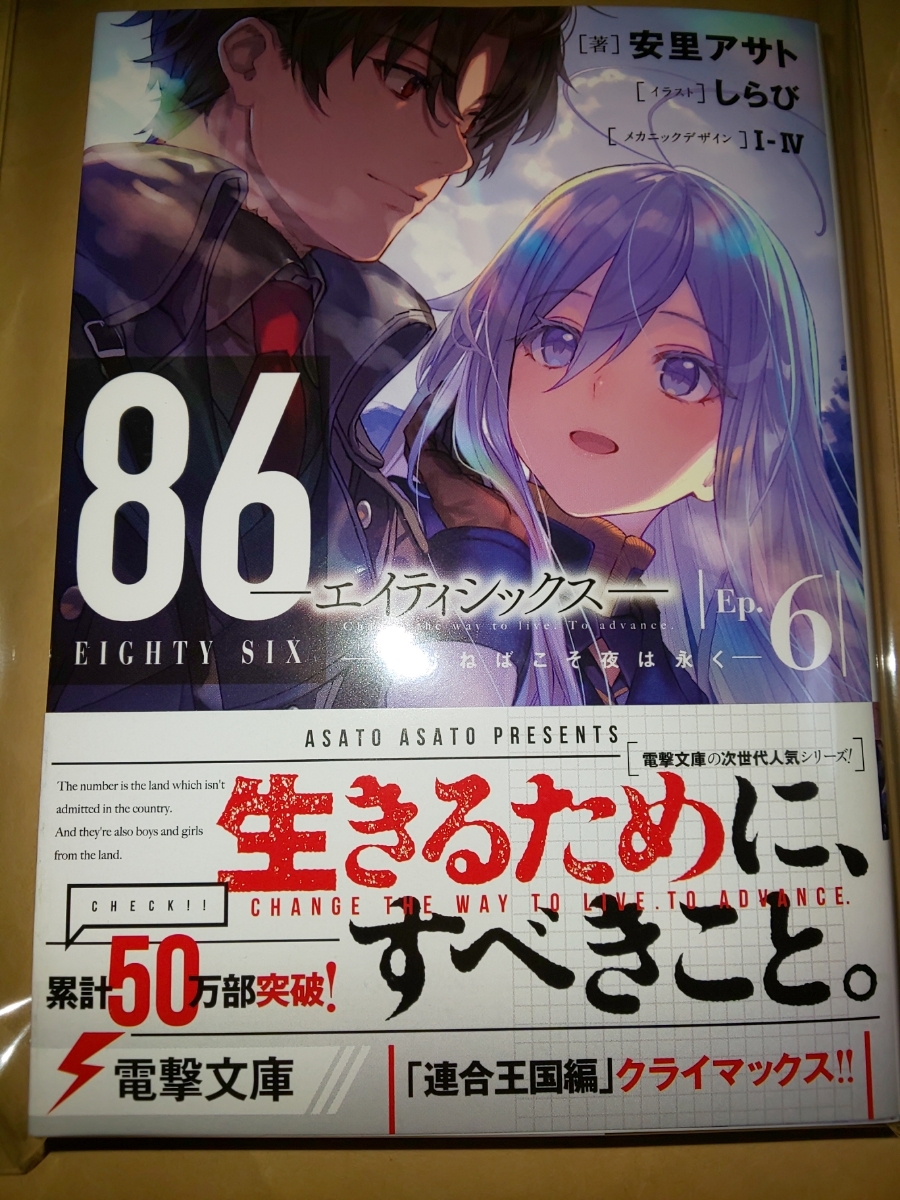 [著]安里アサト
[イラスト]しらび
[メカニックデザイン]I-IV
86
―エイティシックス―
Ep. 6
the way to live. To advance.
EIGHTY SIX
ねばこそ夜は永く―
ASATO ASATO PRESENTS
[電撃文庫の次世代人気シリーズ!]
The number is the land which isn't
admitted in the country.
And they're also boys and girls
from the land.
生きるために、
CHANGE THE WAY TO LIVE.TO ADVANCE.
すべきこと。
CHECK!!
累計50万部突破!
電撃文庫
「連合王国編」クライマックス!!